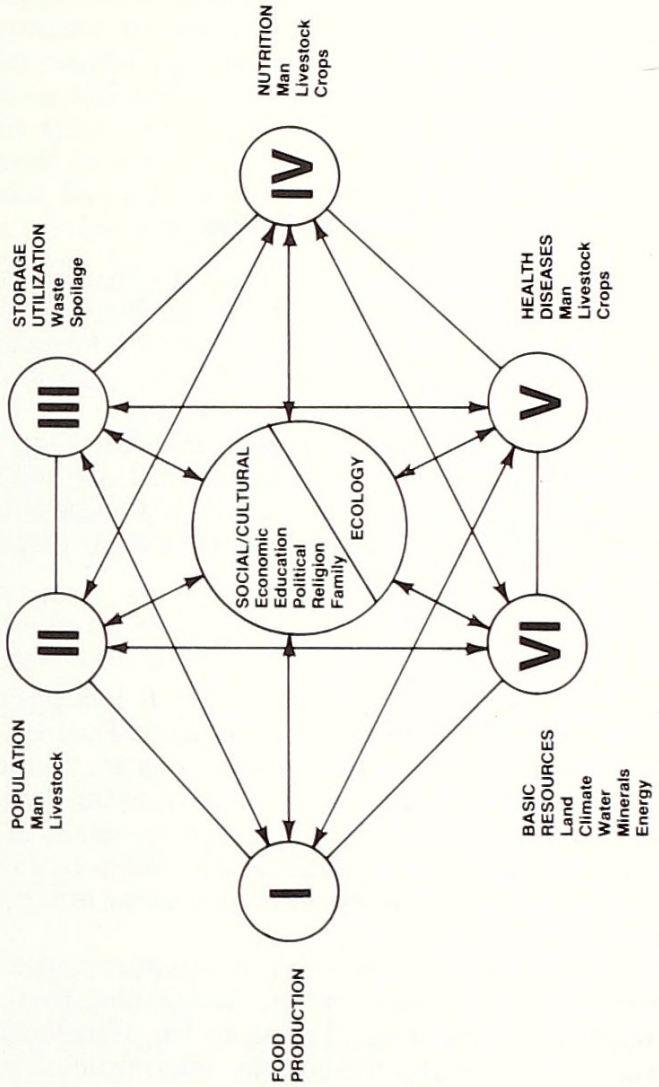 FOOD
PRODUCTION
I
POPULATION
Man
Livestock
II
STORAGE
UTILIZATION
Waste
Spoilage
III
NUTRITION
Man
Livestock
Crops
IV
HEALTH
DISEASES
Man
Livestock
Crops
V
BASIC
RESOURCES
Land
Climate
Water
Minerals
Energy
VI
SOCIAL/CULTURAL
Economic
Education
Political
Religion
Family
ECOLOGY